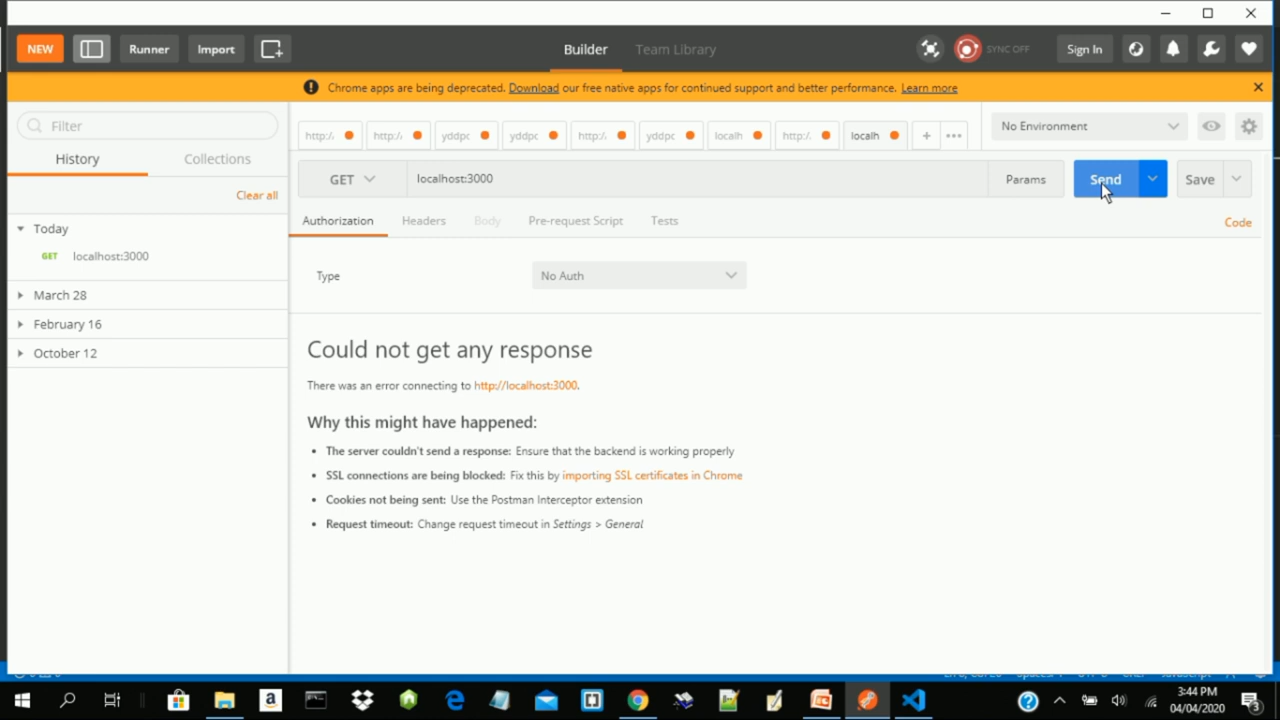 NEW Runner Import Builder Team Library SYNC OFF Sign In
Chrome apps are being deprecated. Download our free native apps for continued support and better performance. Learn more
Filter
History Collections
Clear all
Today
GET localhost:3000
March 28
February 16
October 12
http:/ http:/ yddpc yddpc http:/ yddpc localh http:/ localh + •••
No Environment
GET localhost:3000 Params Send Save
Authorization Headers Body Pre-request Script Tests Code
Type No Auth
Could not get any response
There was an error connecting to http://localhost:3000.
Why this might have happened:
• The server couldn't send a response: Ensure that the backend is working properly
• SSL connections are being blocked: Fix this by importing SSL certificates in Chrome
• Cookies not being sent: Use the Postman Interceptor extension
• Request timeout: Change request timeout in Settings > General
3:44 PM
04/04/2020
3